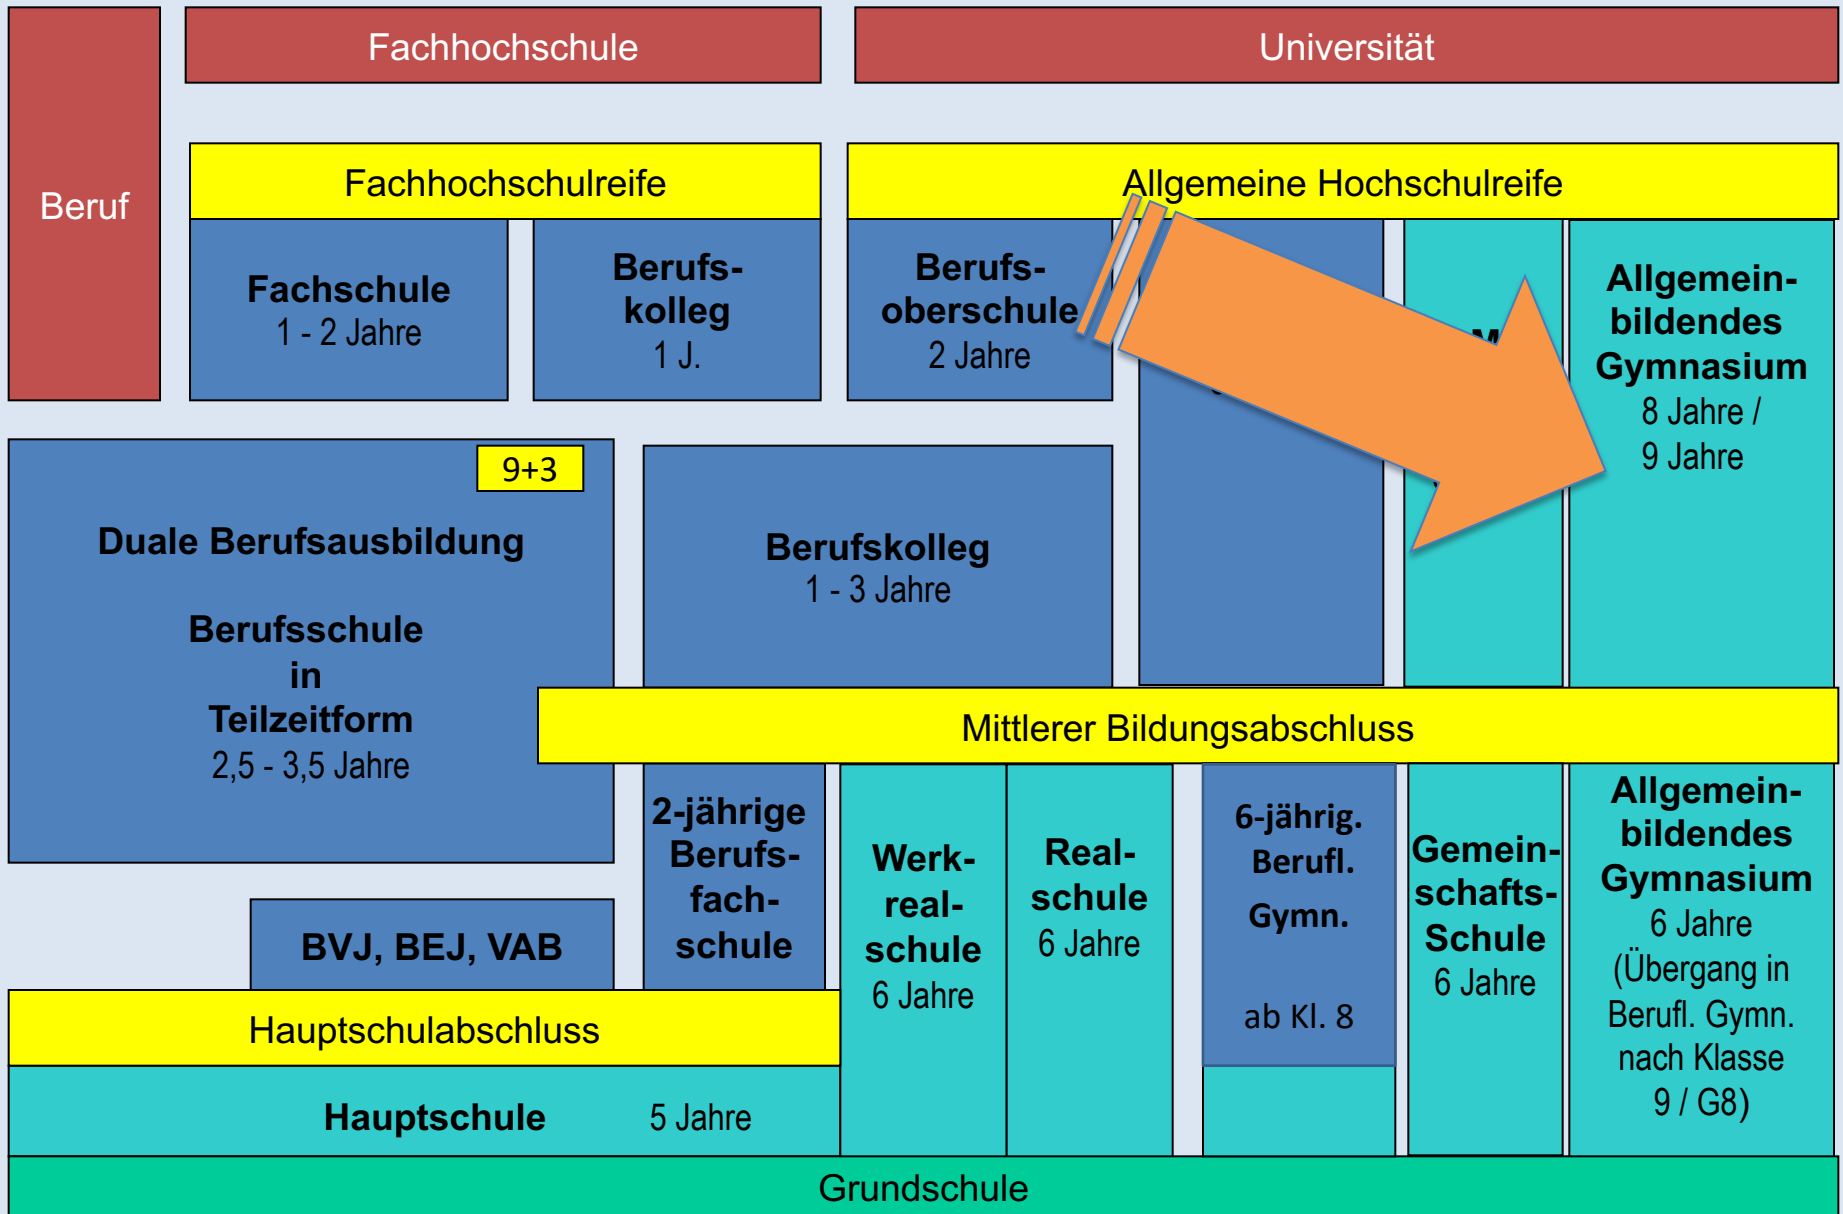 Fachhochschule
Universität
Beruf
Fachhochschulreife
Allgemeine Hochschulreife
Fachschule
1 - 2 Jahre
Berufs-
kolleg
1 J.
Berufs-
oberschule
2 Jahre
Allgemein-
bildendes
Gymnasium
8 Jahre /
9 Jahre
9+3
Duale Berufsausbildung
Berufsschule
in
Teilzeitform
2,5 - 3,5 Jahre
Berufskolleg
1 - 3 Jahre
Mittlerer Bildungsabschluss
2-jährige
Berufs-
fach-
schule
Werk-
real-
schule
6 Jahre
Real-
schule
6 Jahre
6-jährig.
Berufl.
Gymn.
ab Kl. 8
Gemein-
schafts-
Schule
6 Jahre
Allgemein-
bildendes
Gymnasium
6 Jahre
(Übergang in
Berufl. Gymn.
nach Klasse
9 / G8)
BVJ, BEJ, VAB
Hauptschulabschluss
Hauptschule 5 Jahre
Grundschule